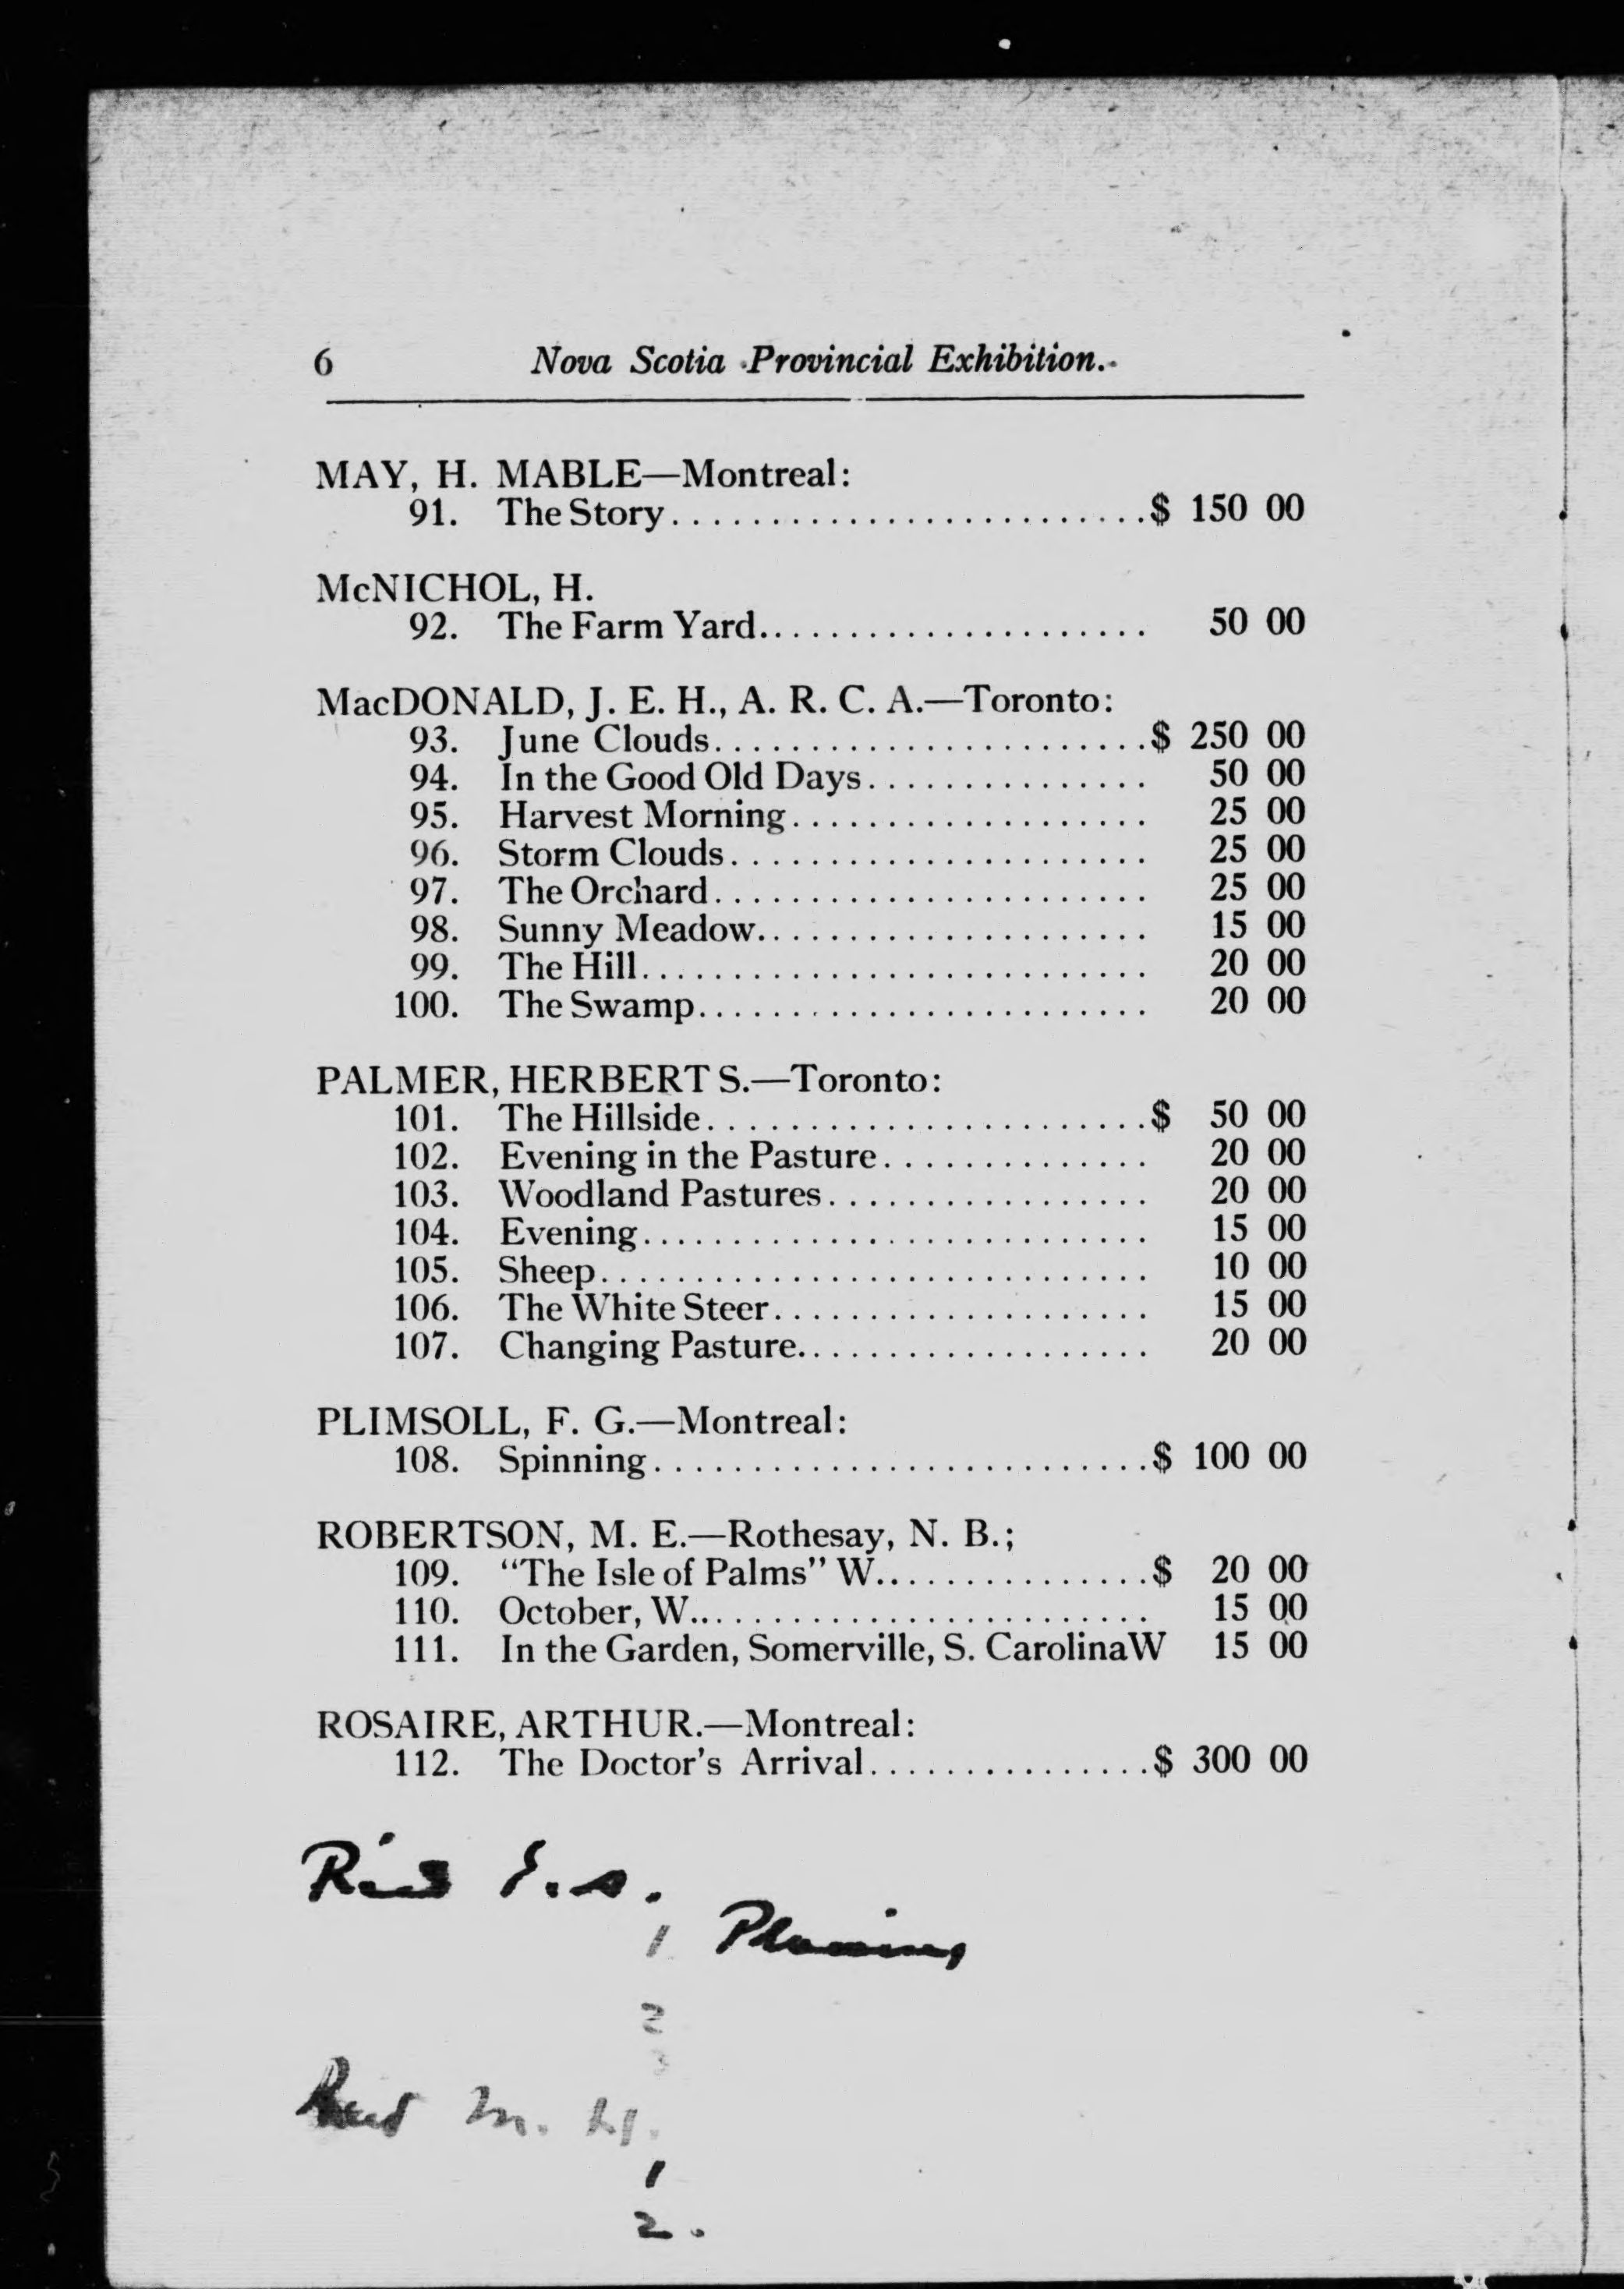 6 Nova Scotia Provincial Exhibition.
MAY, H. MABLE—Montreal:
91. The Story..........................$ 150 00
McNICHOL, H.
92. The Farm Yard..................... 50 00
MacDONALD, J. E. H., A. R. C. A.—Toronto:
93. June Clouds........................$ 250 00
94. In the Good Old Days............... 50 00
95. Harvest Morning.................... 25 00
96. Storm Clouds....................... 25 00
97. The Orchard........................ 25 00
98. Sunny Meadow...................... 15 00
99. The Hill............................ 20 00
100. The Swamp......................... 20 00
PALMER, HERBERT S.—Toronto:
101. The Hillside........................$ 50 00
102. Evening in the Pasture.............. 20 00
103. Woodland Pastures.................. 20 00
104. Evening............................ 15 00
105. Sheep.............................. 10 00
106. The White Steer.................... 15 00
107. Changing Pasture................... 20 00
PLIMSOLL, F. G.—Montreal:
108. Spinning...........................$ 100 00
ROBERTSON, M. E.—Rothesay, N. B.;
109. "The Isle of Palms" W...............$ 20 00
110. October, W......................... 15 00
111. In the Garden, Somerville, S. CarolinaW 15 00
ROSAIRE, ARTHUR.—Montreal:
112. The Doctor's Arrival................$ 300 00
1
2
3
M. H.
1
2.